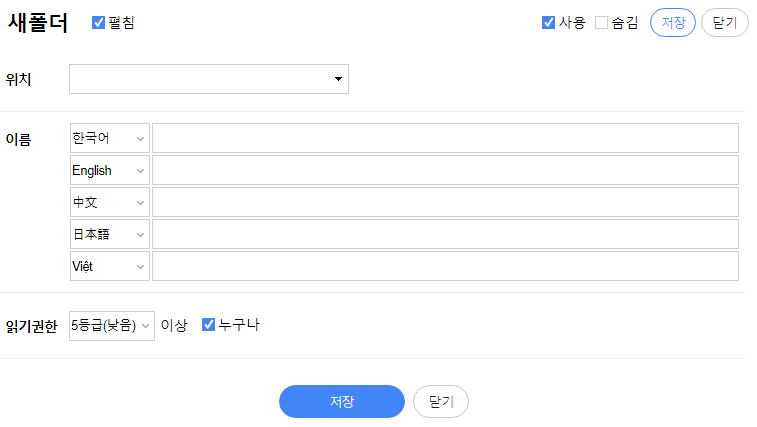 새폴더 펼침 사용 숨김 저장 닫기
위치
이름 한국어
English
中文
日本語
Việt
읽기권한 5등급(낮음) 이상 누구나
저장 닫기